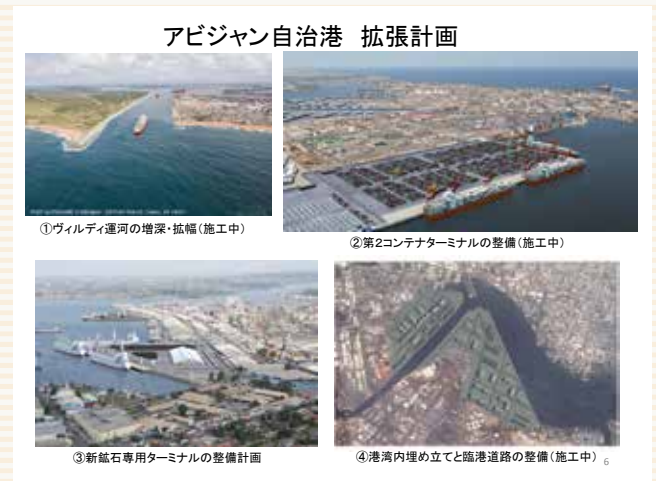 アビジャン自治港 拡張計画
①ヴィルディ運河の増深・拡幅(施工中)
②第2コンテナターミナルの整備(施工中)
③新鉱石専用ターミナルの整備計画
④港湾内埋め立てと臨港道路の整備(施工中)
6